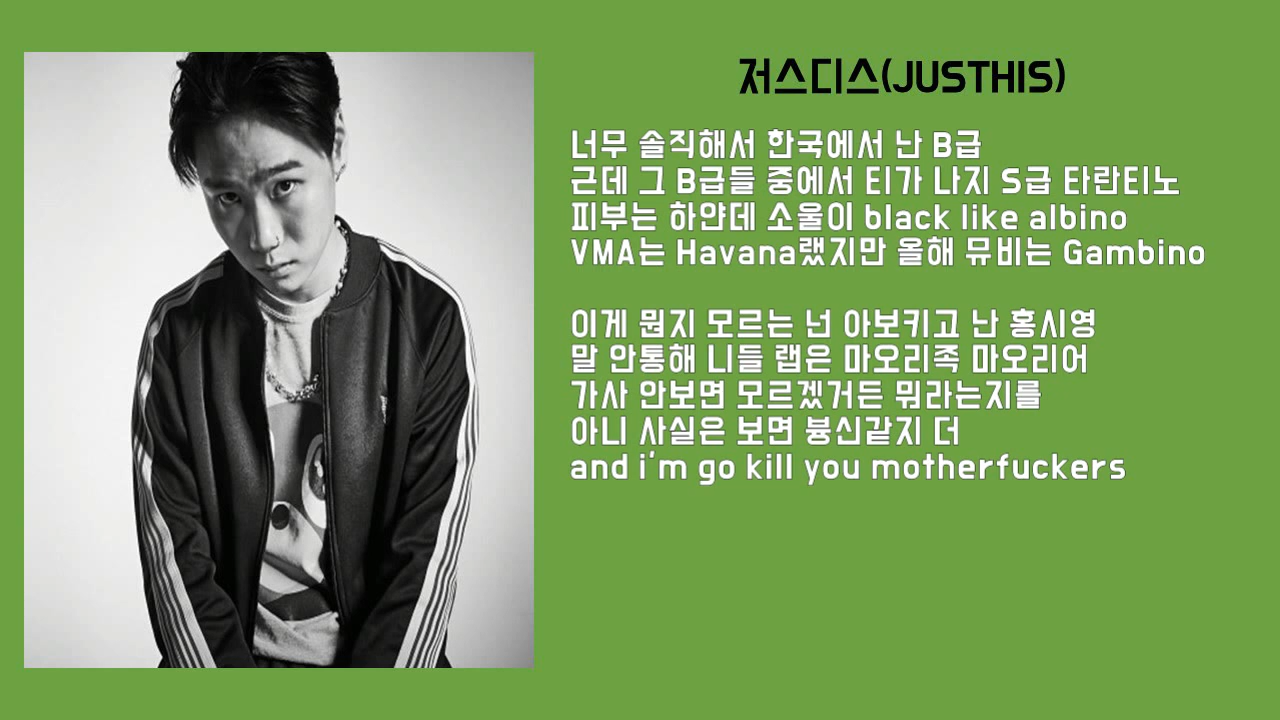 저스디스(JUSTHIS)
너무 솔직해서 한국에서 난 B급
근데 그 B급들 중에서 티가 나지 S급 타란티노
피부는 하얀데 소울이 black like albino
VMA는 Havana랬지만 올해 뮤비는 Gambino
이게 뭔지 모르는 넌 아보키고 난 홍시영
말 안통해 니들 랩은 마오리족 마오리어
가사 안보면 모르겠거든 뭐라는지를
아니 사실은 보면 븅신같지 더
and i'm go kill you motherfuckers